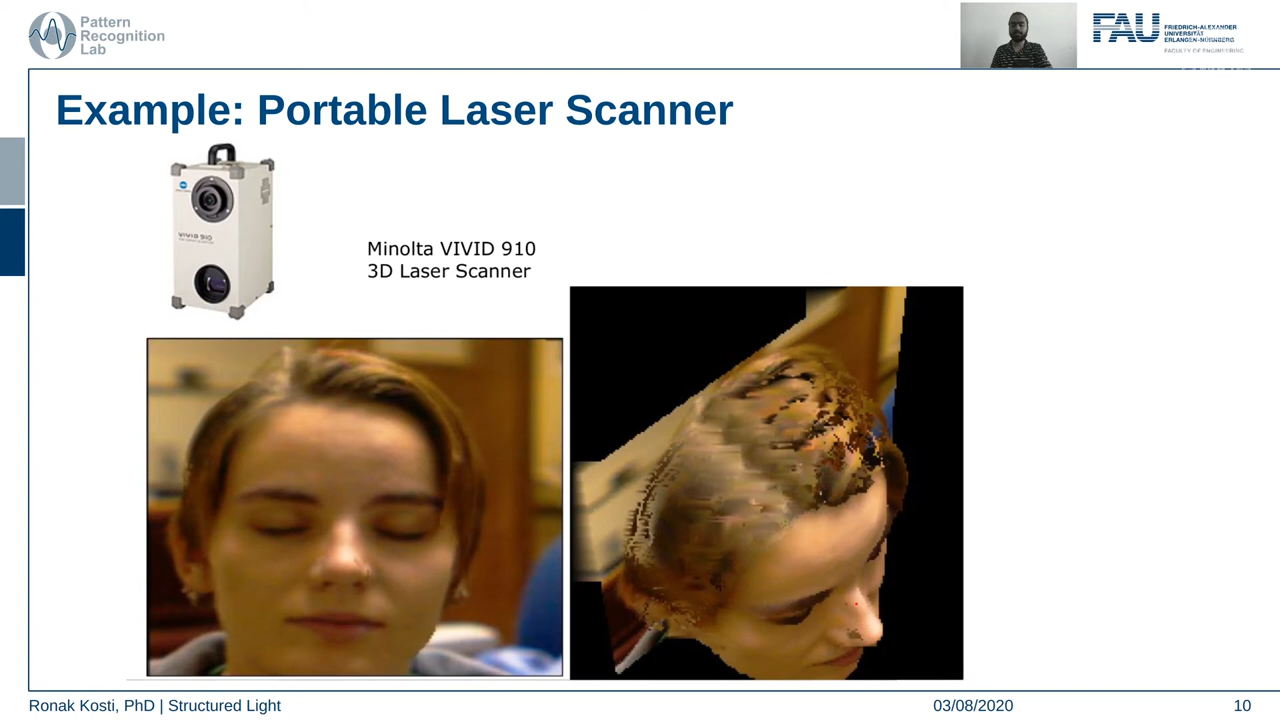 Pattern
Recognition
Lab
FAU
FRIEDRICH-ALEXANDER
UNIVERSITÄT
ERLANGEN-NÜRNBERG
FACULTY OF ENGINEERING
Example: Portable Laser Scanner
VIVID 910
Minolta VIVID 910
3D Laser Scanner
Ronak Kosti, PhD | Structured Light
03/08/2020
10